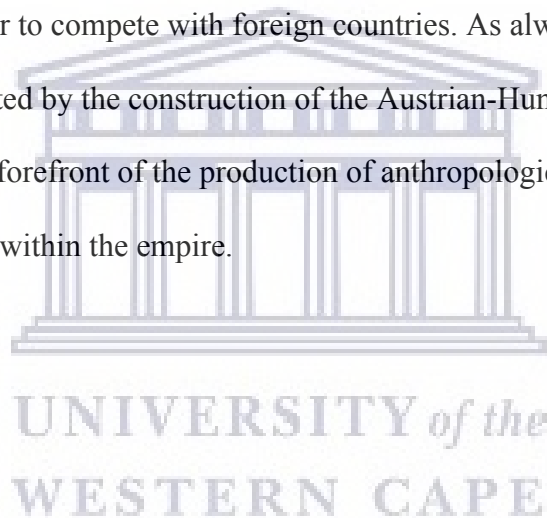 r to compete with foreign countries. As alw
ted by the construction of the Austrian-Hun
forefront of the production of anthropologic
within the empire.
UNIVERSITY of the
WESTERN CAPE